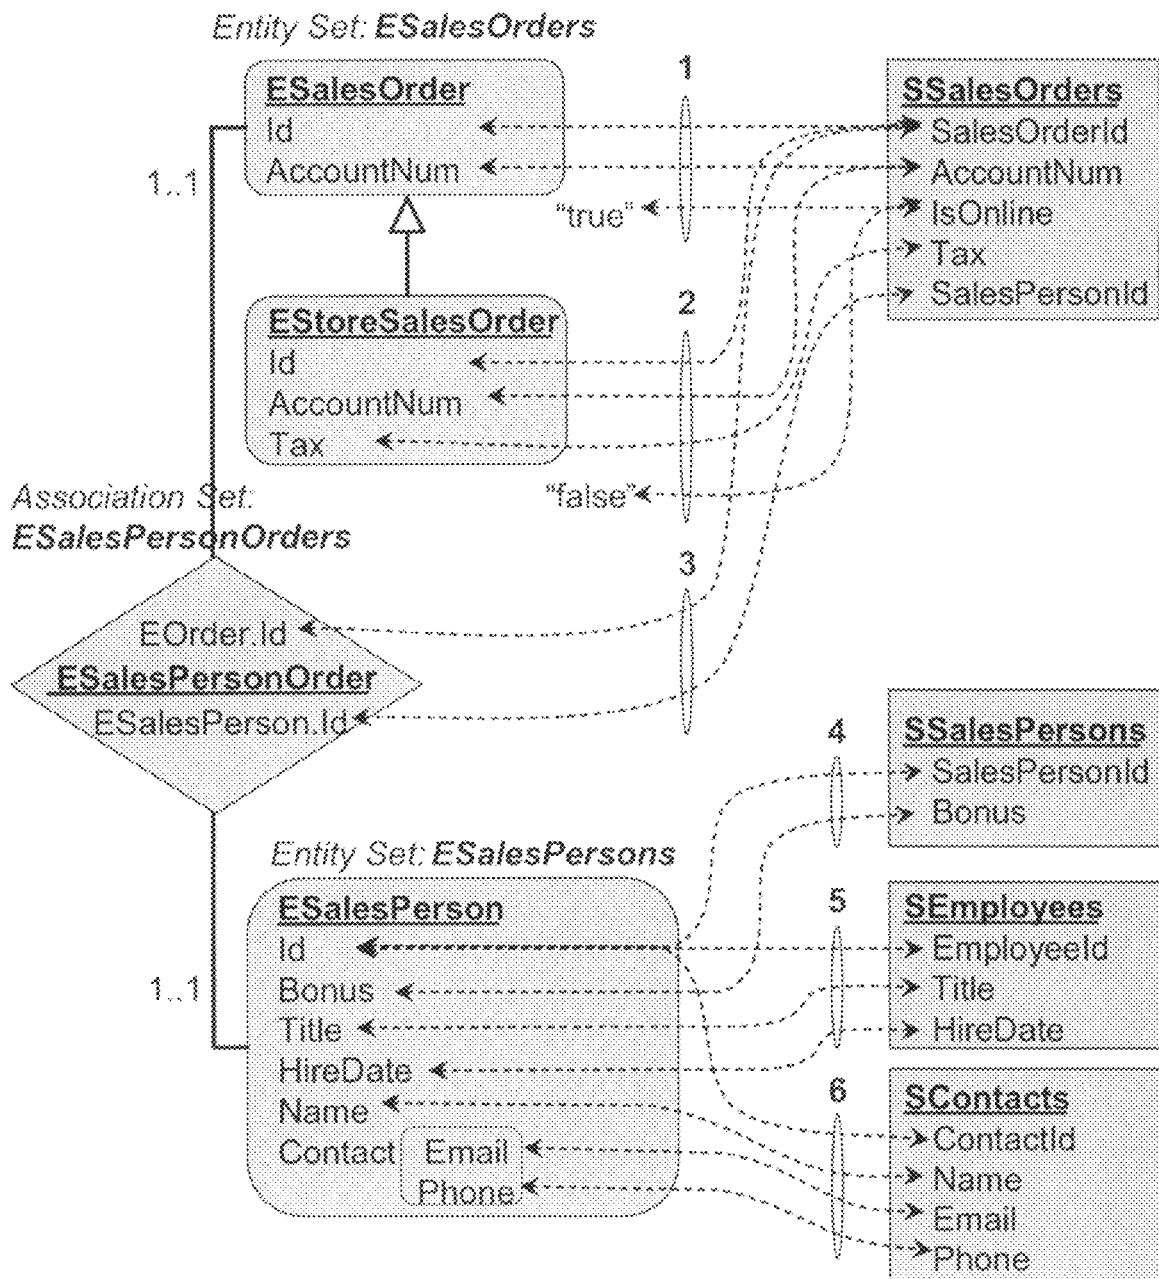 Entity Set: ESalesOrders
ESalesOrder
Id
AccountNum
1..1
1
"true"
SSalesOrders
SalesOrderId
AccountNum
IsOnline
Tax
SalesPersonId
EStoreSalesOrder
Id
AccountNum
Tax
2
"false"
Association Set:
ESalesPersonOrders
3
EOrder.Id
ESalesPersonOrder
ESalesPerson.Id
4
SSalesPersons
SalesPersonId
Bonus
Entity Set: ESalesPersons
ESalesPerson
Id
Bonus
Title
HireDate
Name
Contact Email
Phone
1..1
5
SEmployees
EmployeeId
Title
HireDate
6
SContacts
ContactId
Name
Email
Phone